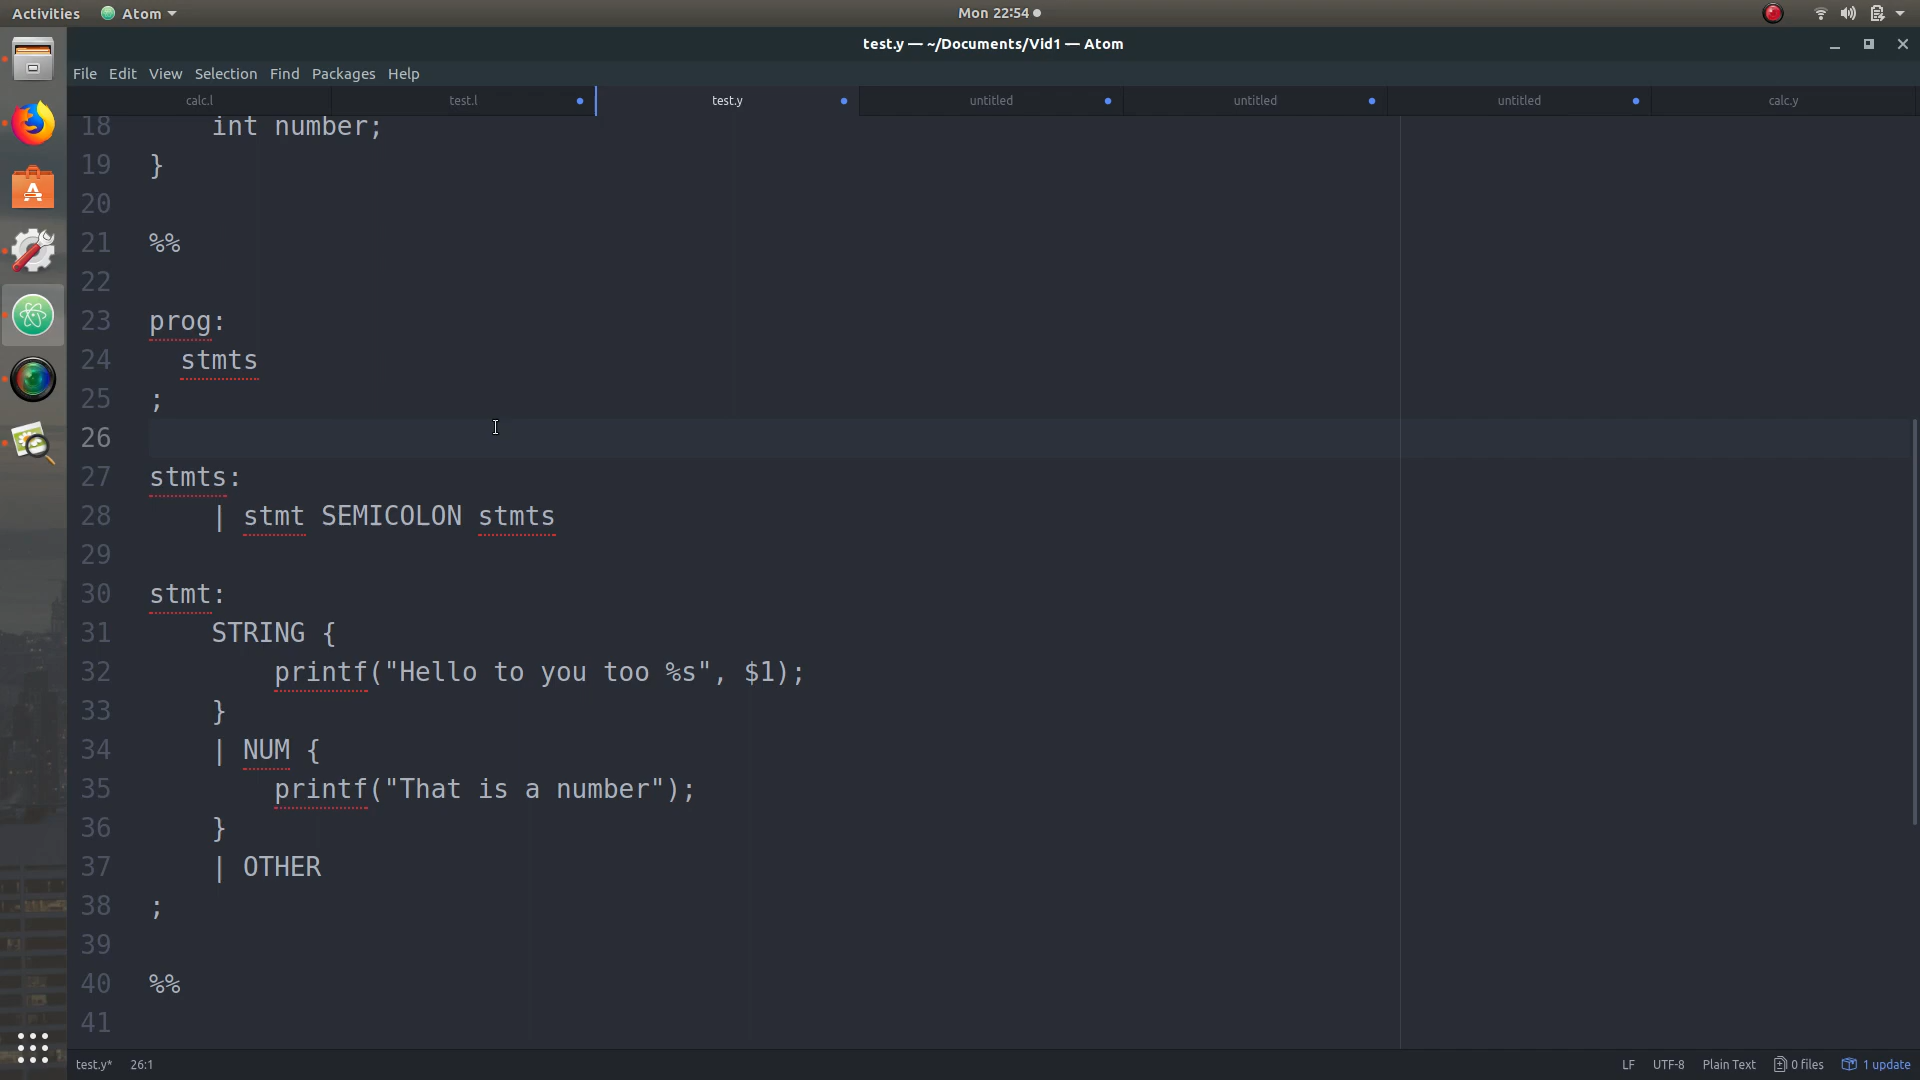 Activities Atom Mon 22:54
test.y — ~/Documents/Vid1 — Atom
File Edit View Selection Find Packages Help
calc.l test.l test.y untitled untitled untitled calc.y
18 int number;
19 }
20
21 %%
22
23 prog:
24 stmts
25 ;
26
27 stmts:
28 | stmt SEMICOLON stmts
29
30 stmt:
31 STRING {
32 printf("Hello to you too %s", $1);
33 }
34 | NUM {
35 printf("That is a number");
36 }
37 | OTHER
38 ;
39
40 %%
41
test.y* 26:1 LF UTF-8 Plain Text 0 files 1 update